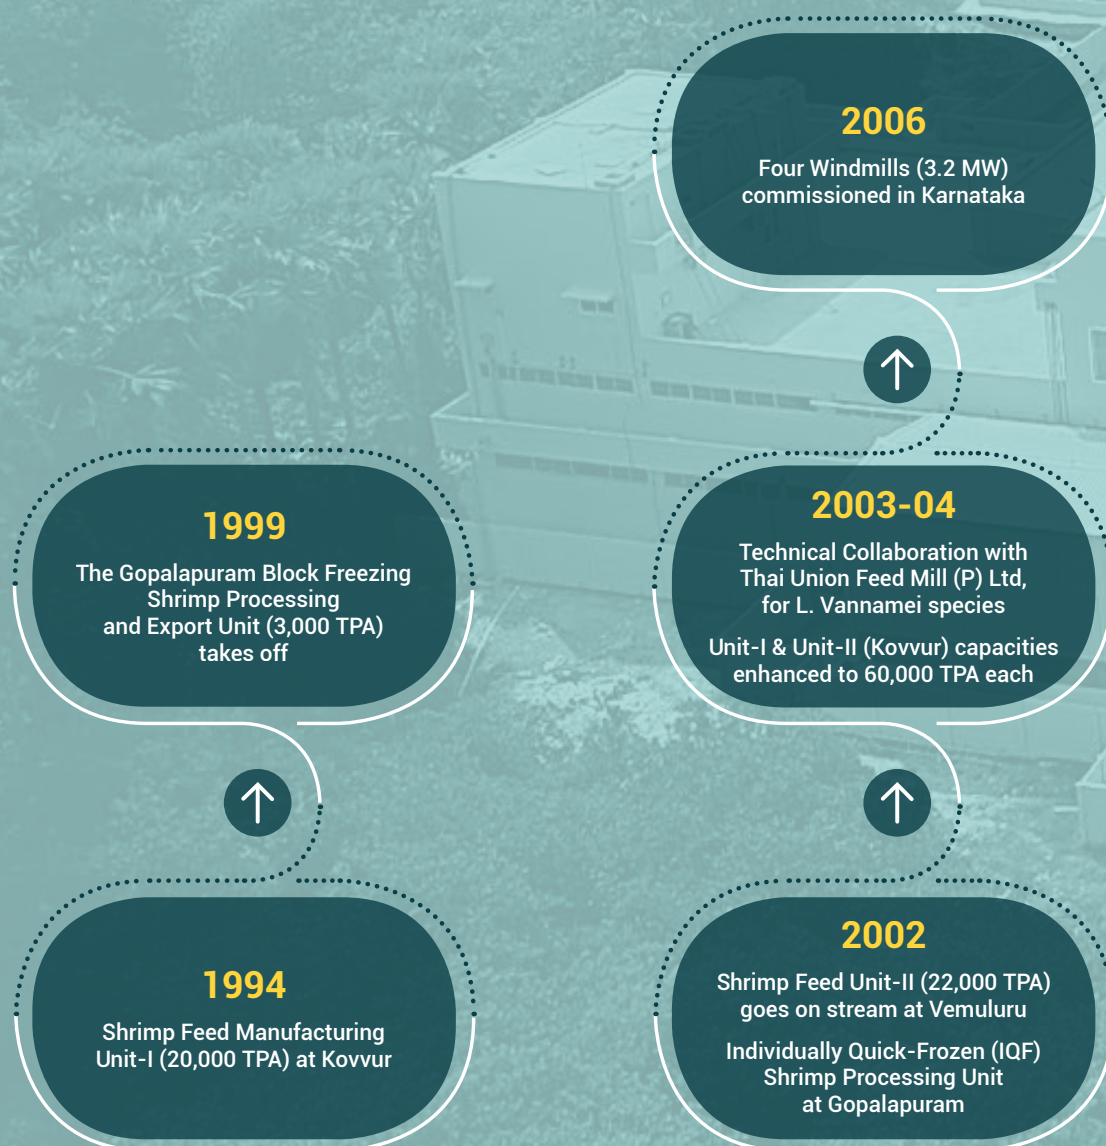 2006
Four Windmills (3.2 MW)
commissioned in Karnataka
1999
The Gopalapuram Block Freezing
Shrimp Processing
and Export Unit (3,000 TPA)
takes off
2003-04
Technical Collaboration with
Thai Union Feed Mill (P) Ltd,
for L. Vannamei species
Unit-I & Unit-II (Kovvur) capacities
enhanced to 60,000 TPA each
1994
Shrimp Feed Manufacturing
Unit-I (20,000 TPA) at Kovvur
2002
Shrimp Feed Unit-II (22,000 TPA)
goes on stream at Vemuluru
Individually Quick-Frozen (IQF)
Shrimp Processing Unit
at Gopalapuram